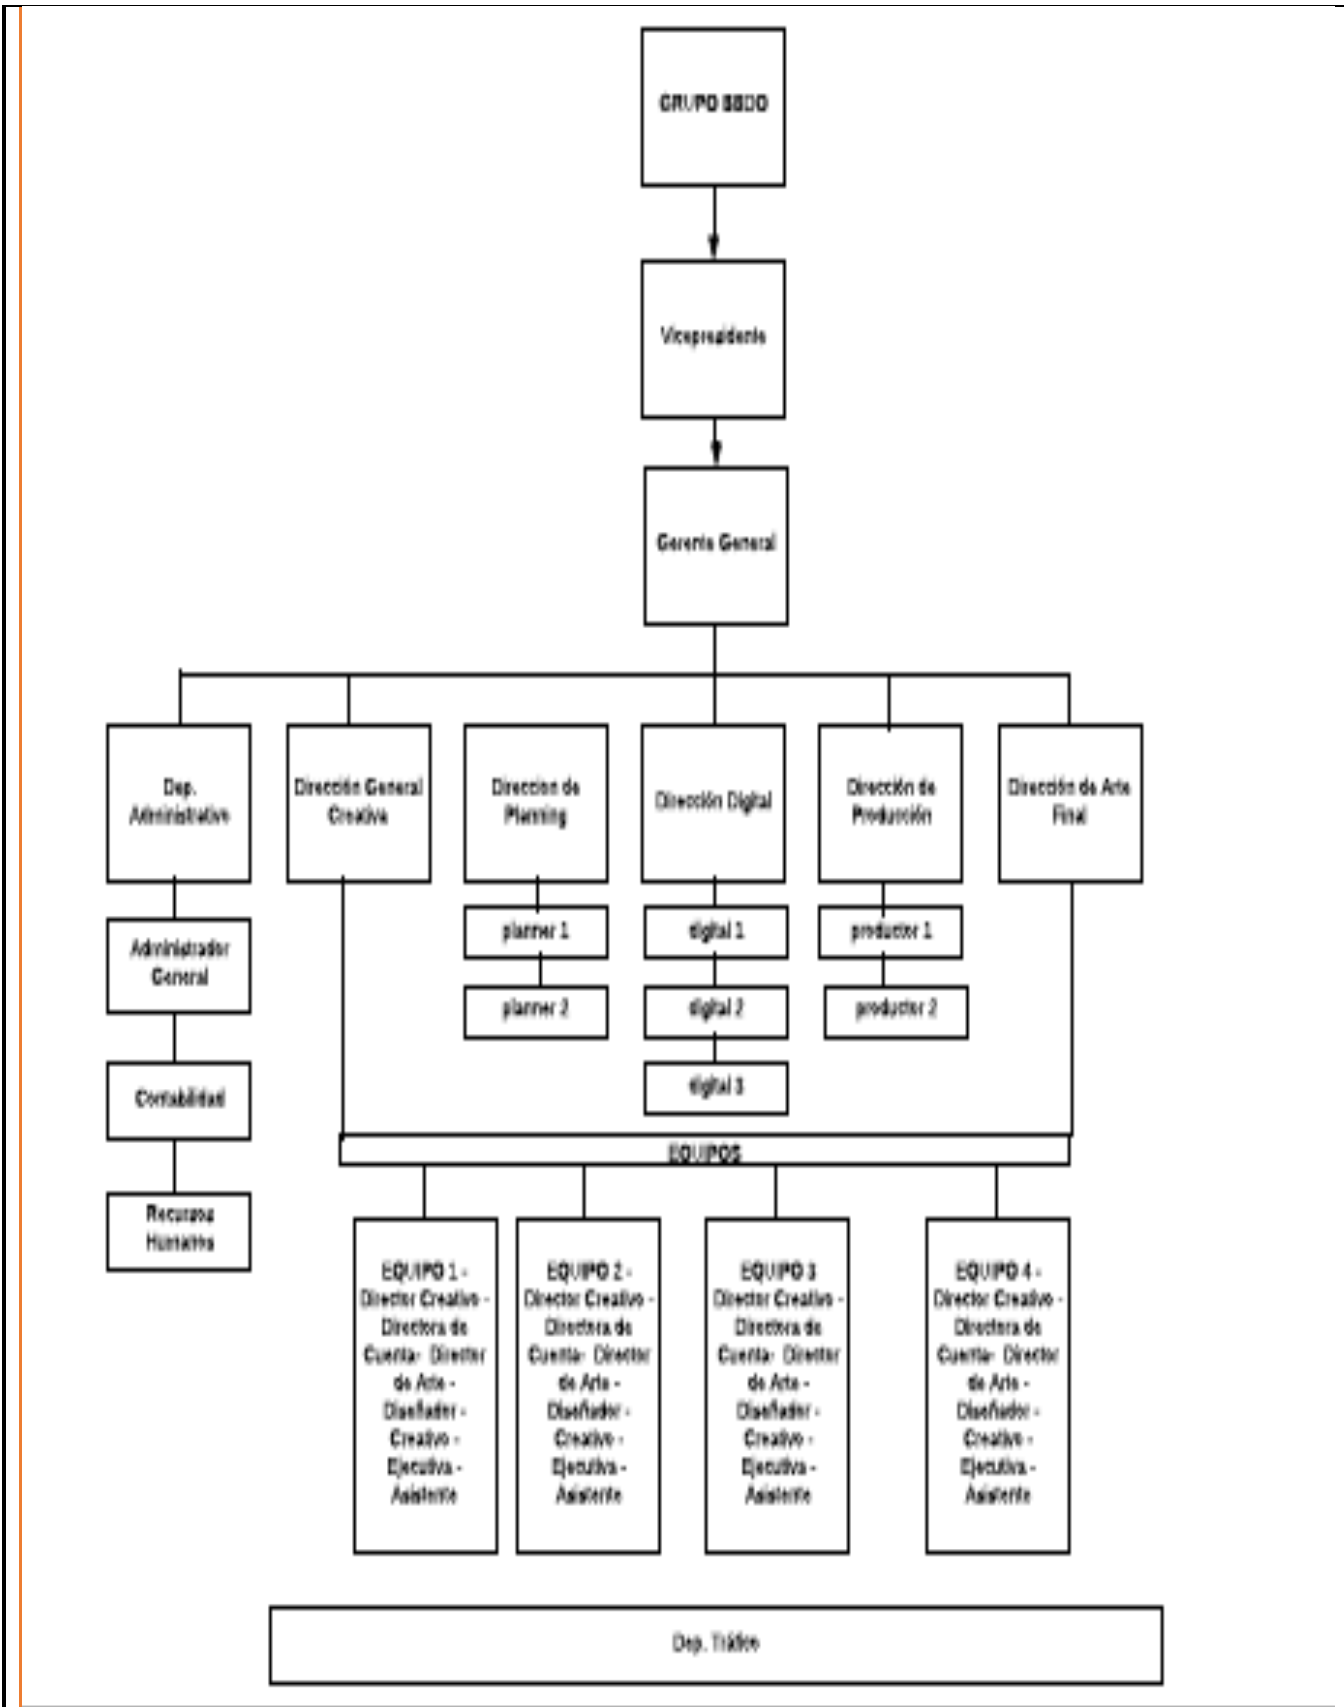 GRUPO BBDO
Vicepresidente
Gerente General
Dep.
Administrativo
Dirección General
Creativa
Direccion de
Planning
Dirección Digital
Dirección de
Producción
Dirección de Arte
Final
Administrador
General
Contabilidad
Recursos
Humanos
planner 1
planner 2
digital 1
digital 2
digital 3
productor 1
productor 2
EQUIPOS
EQUIPO 1 -
Director Creativo -
Directora de
Cuenta- Director
de Arte -
Diseñador -
Creativo -
Ejecutiva -
Asistente
EQUIPO 2 -
Director Creativo -
Directora de
Cuenta- Director
de Arte -
Diseñador -
Creativo -
Ejecutiva -
Asistente
EQUIPO 3
Director Creativo -
Directora de
Cuenta- Director
de Arte -
Diseñador -
Creativo -
Ejecutiva -
Asistente
EQUIPO 4 -
Director Creativo -
Directora de
Cuenta- Director
de Arte -
Diseñador -
Creativo -
Ejecutiva -
Asistente
Dep. Tráfico